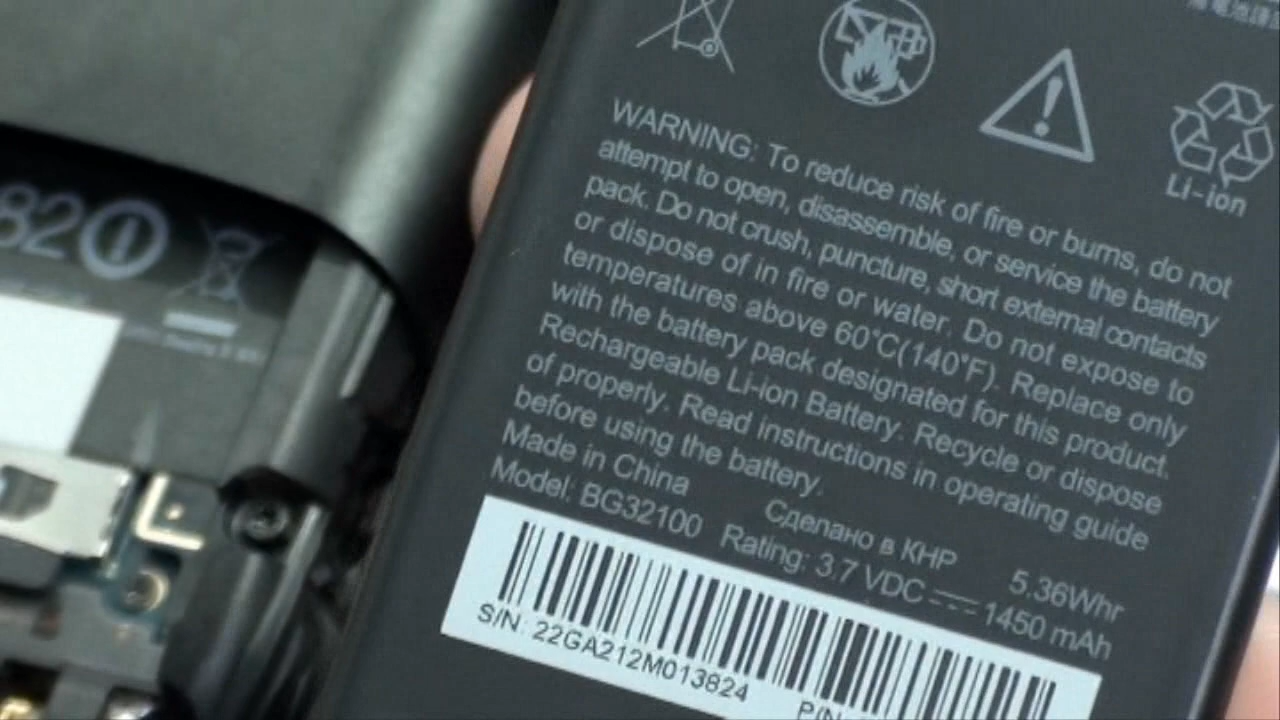 Li-ion
WARNING: To reduce risk of fire or burns, do not
attempt to open, disassemble, or service the battery
pack. Do not crush, puncture, short external contacts
or dispose of in fire or water. Do not expose to
temperatures above 60°C(140°F). Replace only
with the battery pack designated for this product.
Rechargeable Li-ion Battery. Recycle or dispose
of properly. Read instructions in operating guide
before using the battery.
Made in China Сделано в КНР 5.36Whr
Model: BG32100 Rating: 3.7 VDC 1450 mAh
S/N: 22GA212M013824
P/N:
82